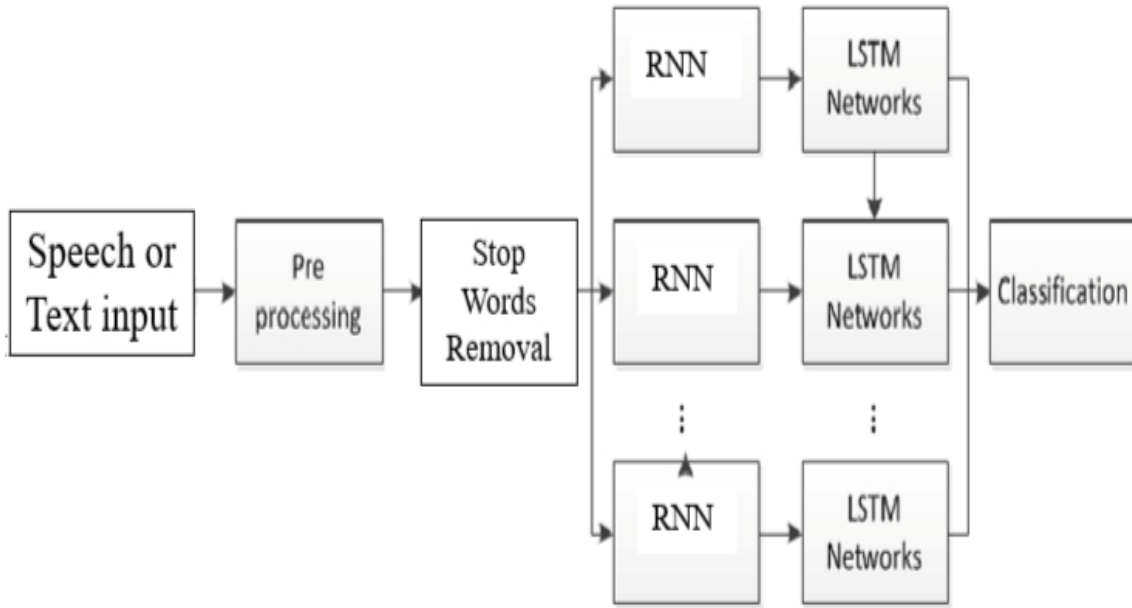 Speech or
Text input
Pre
processing
Stop
Words
Removal
RNN
LSTM
Networks
RNN
LSTM
Networks
RNN
LSTM
Networks
Classification